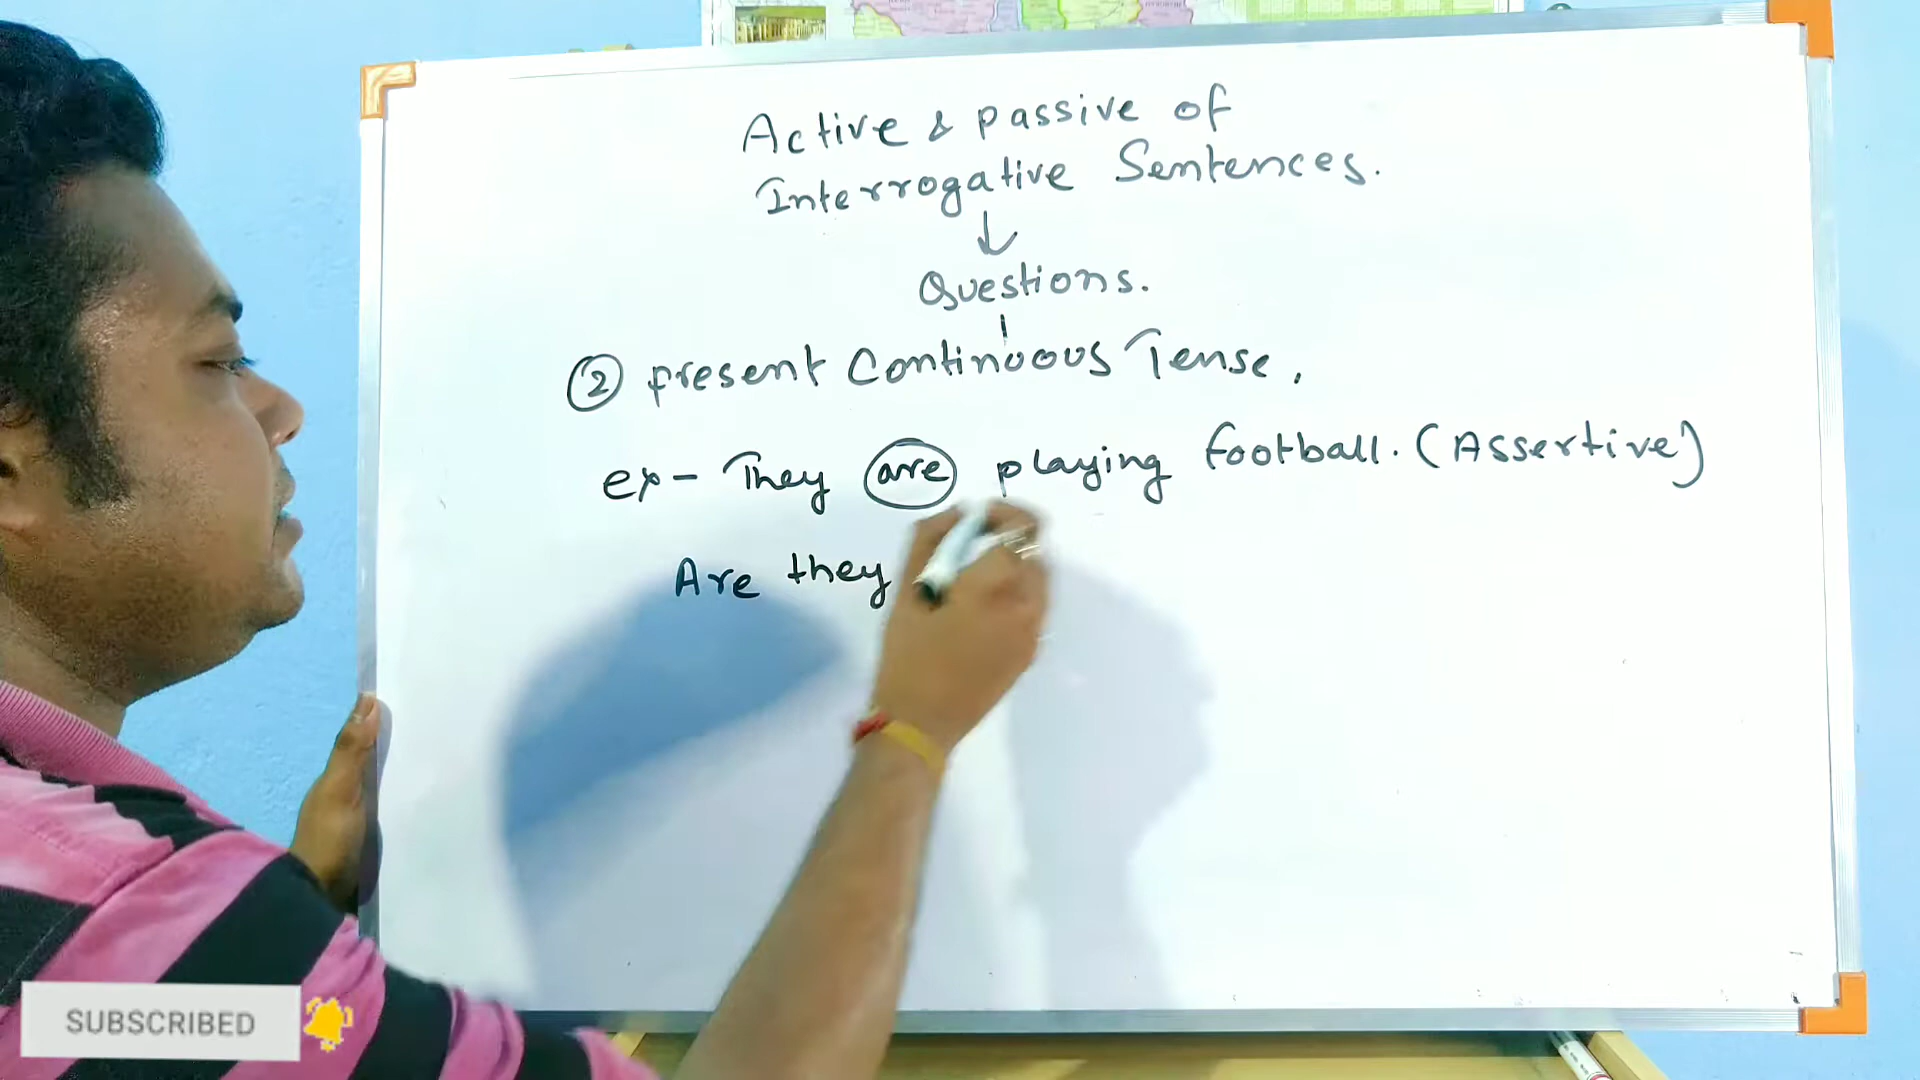 Active & passive of
Interrogative Sentences.
↓
Questions.
② present Continuous Tense.
ex- They are playing football. (Assertive)
Are they
SUBSCRIBED